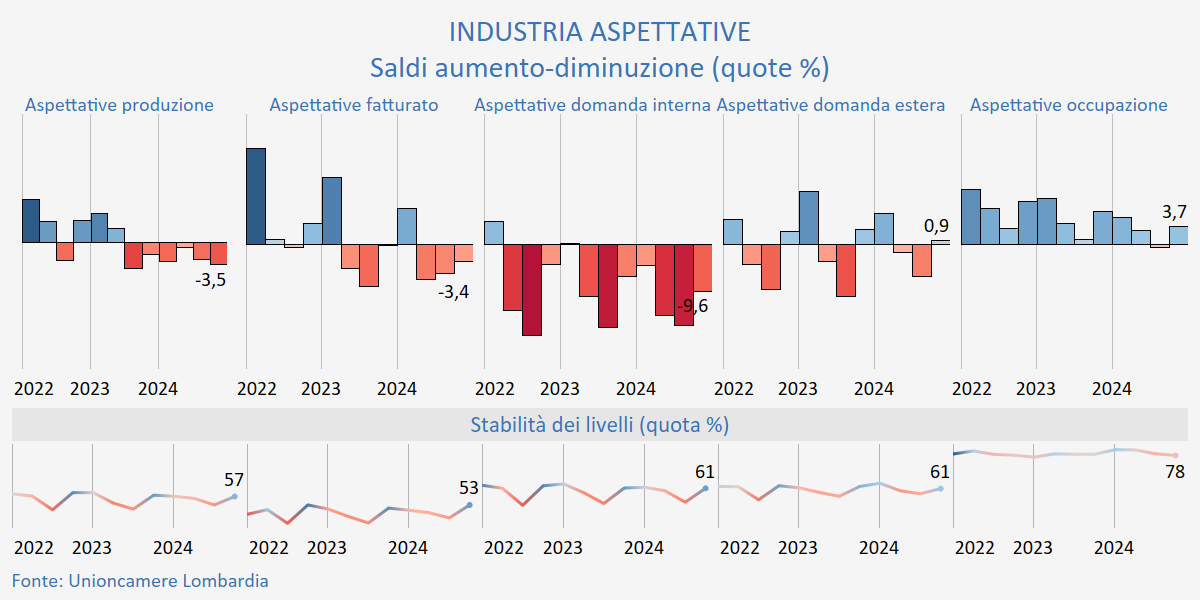 INDUSTRIA ASPETTATIVE
Saldi aumento-diminuzione (quote %)
Aspettative produzione
Aspettative fatturato
Aspettative domanda interna
Aspettative domanda estera
Aspettative occupazione
-3,5
-3,4
-9,6
0,9
3,7
2022 2023 2024
2022 2023 2024
2022 2023 2024
2022 2023 2024
2022 2023 2024
Stabilità dei livelli (quota %)
57
53
61
61
78
2022 2023 2024
2022 2023 2024
2022 2023 2024
2022 2023 2024
2022 2023 2024
Fonte: Unioncamere Lombardia